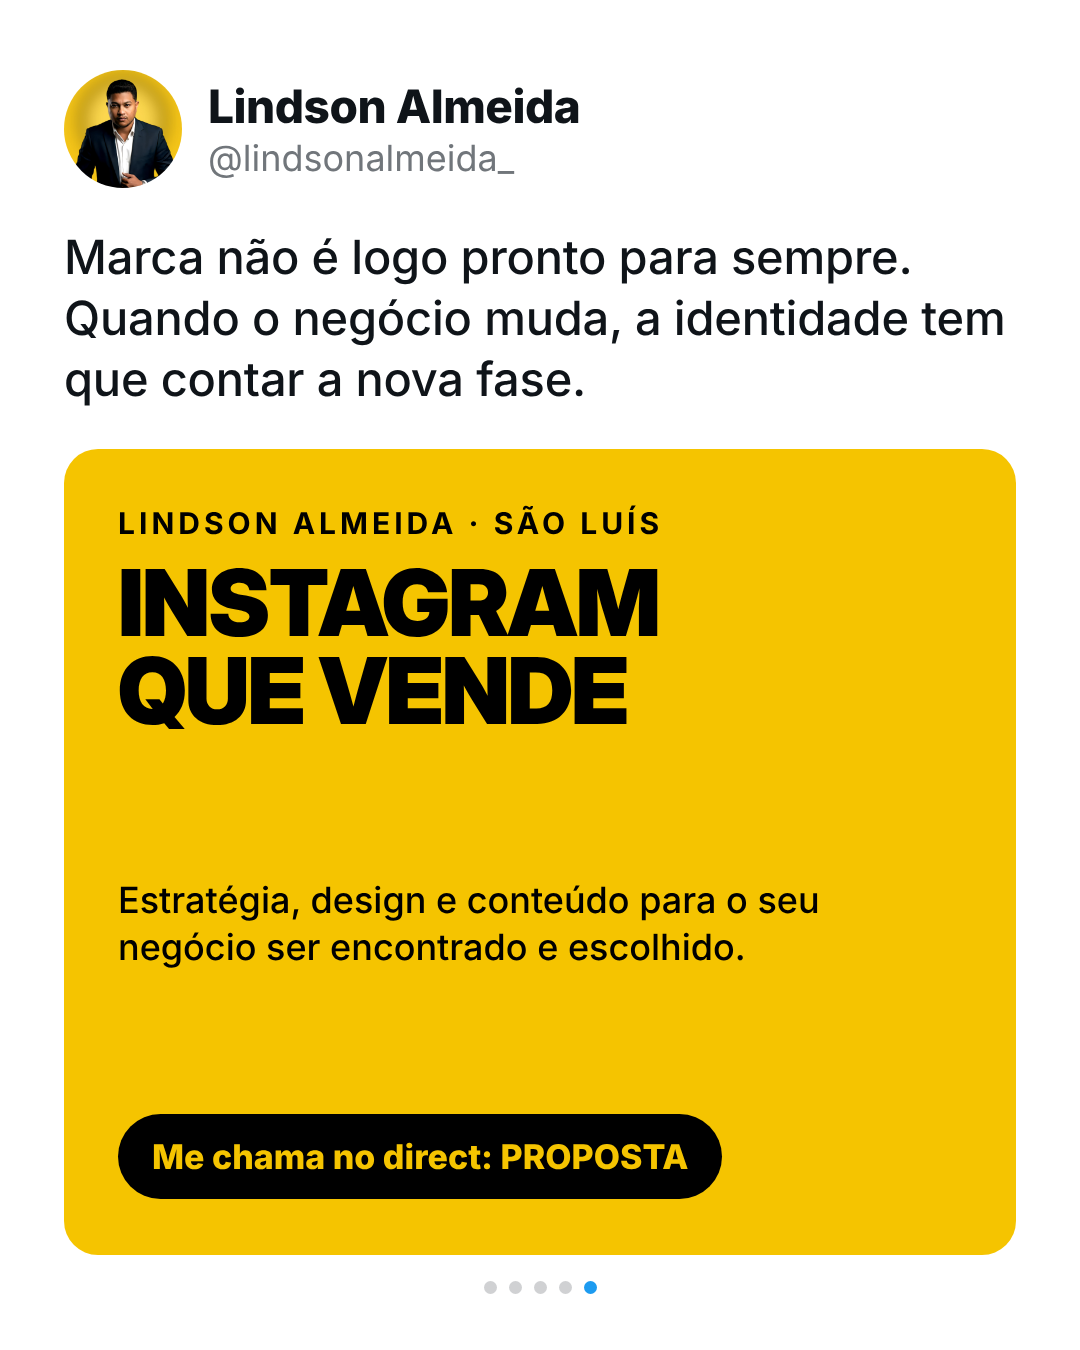 Lindson Almeida
@lindsonalmeida_
Marca não é logo pronto para sempre.
Quando o negócio muda, a identidade tem
que contar a nova fase.
LINDSON ALMEIDA · SÃO LUÍS
INSTAGRAM
QUE VENDE
Estratégia, design e conteúdo para o seu
negócio ser encontrado e escolhido.
Me chama no direct: PROPOSTA